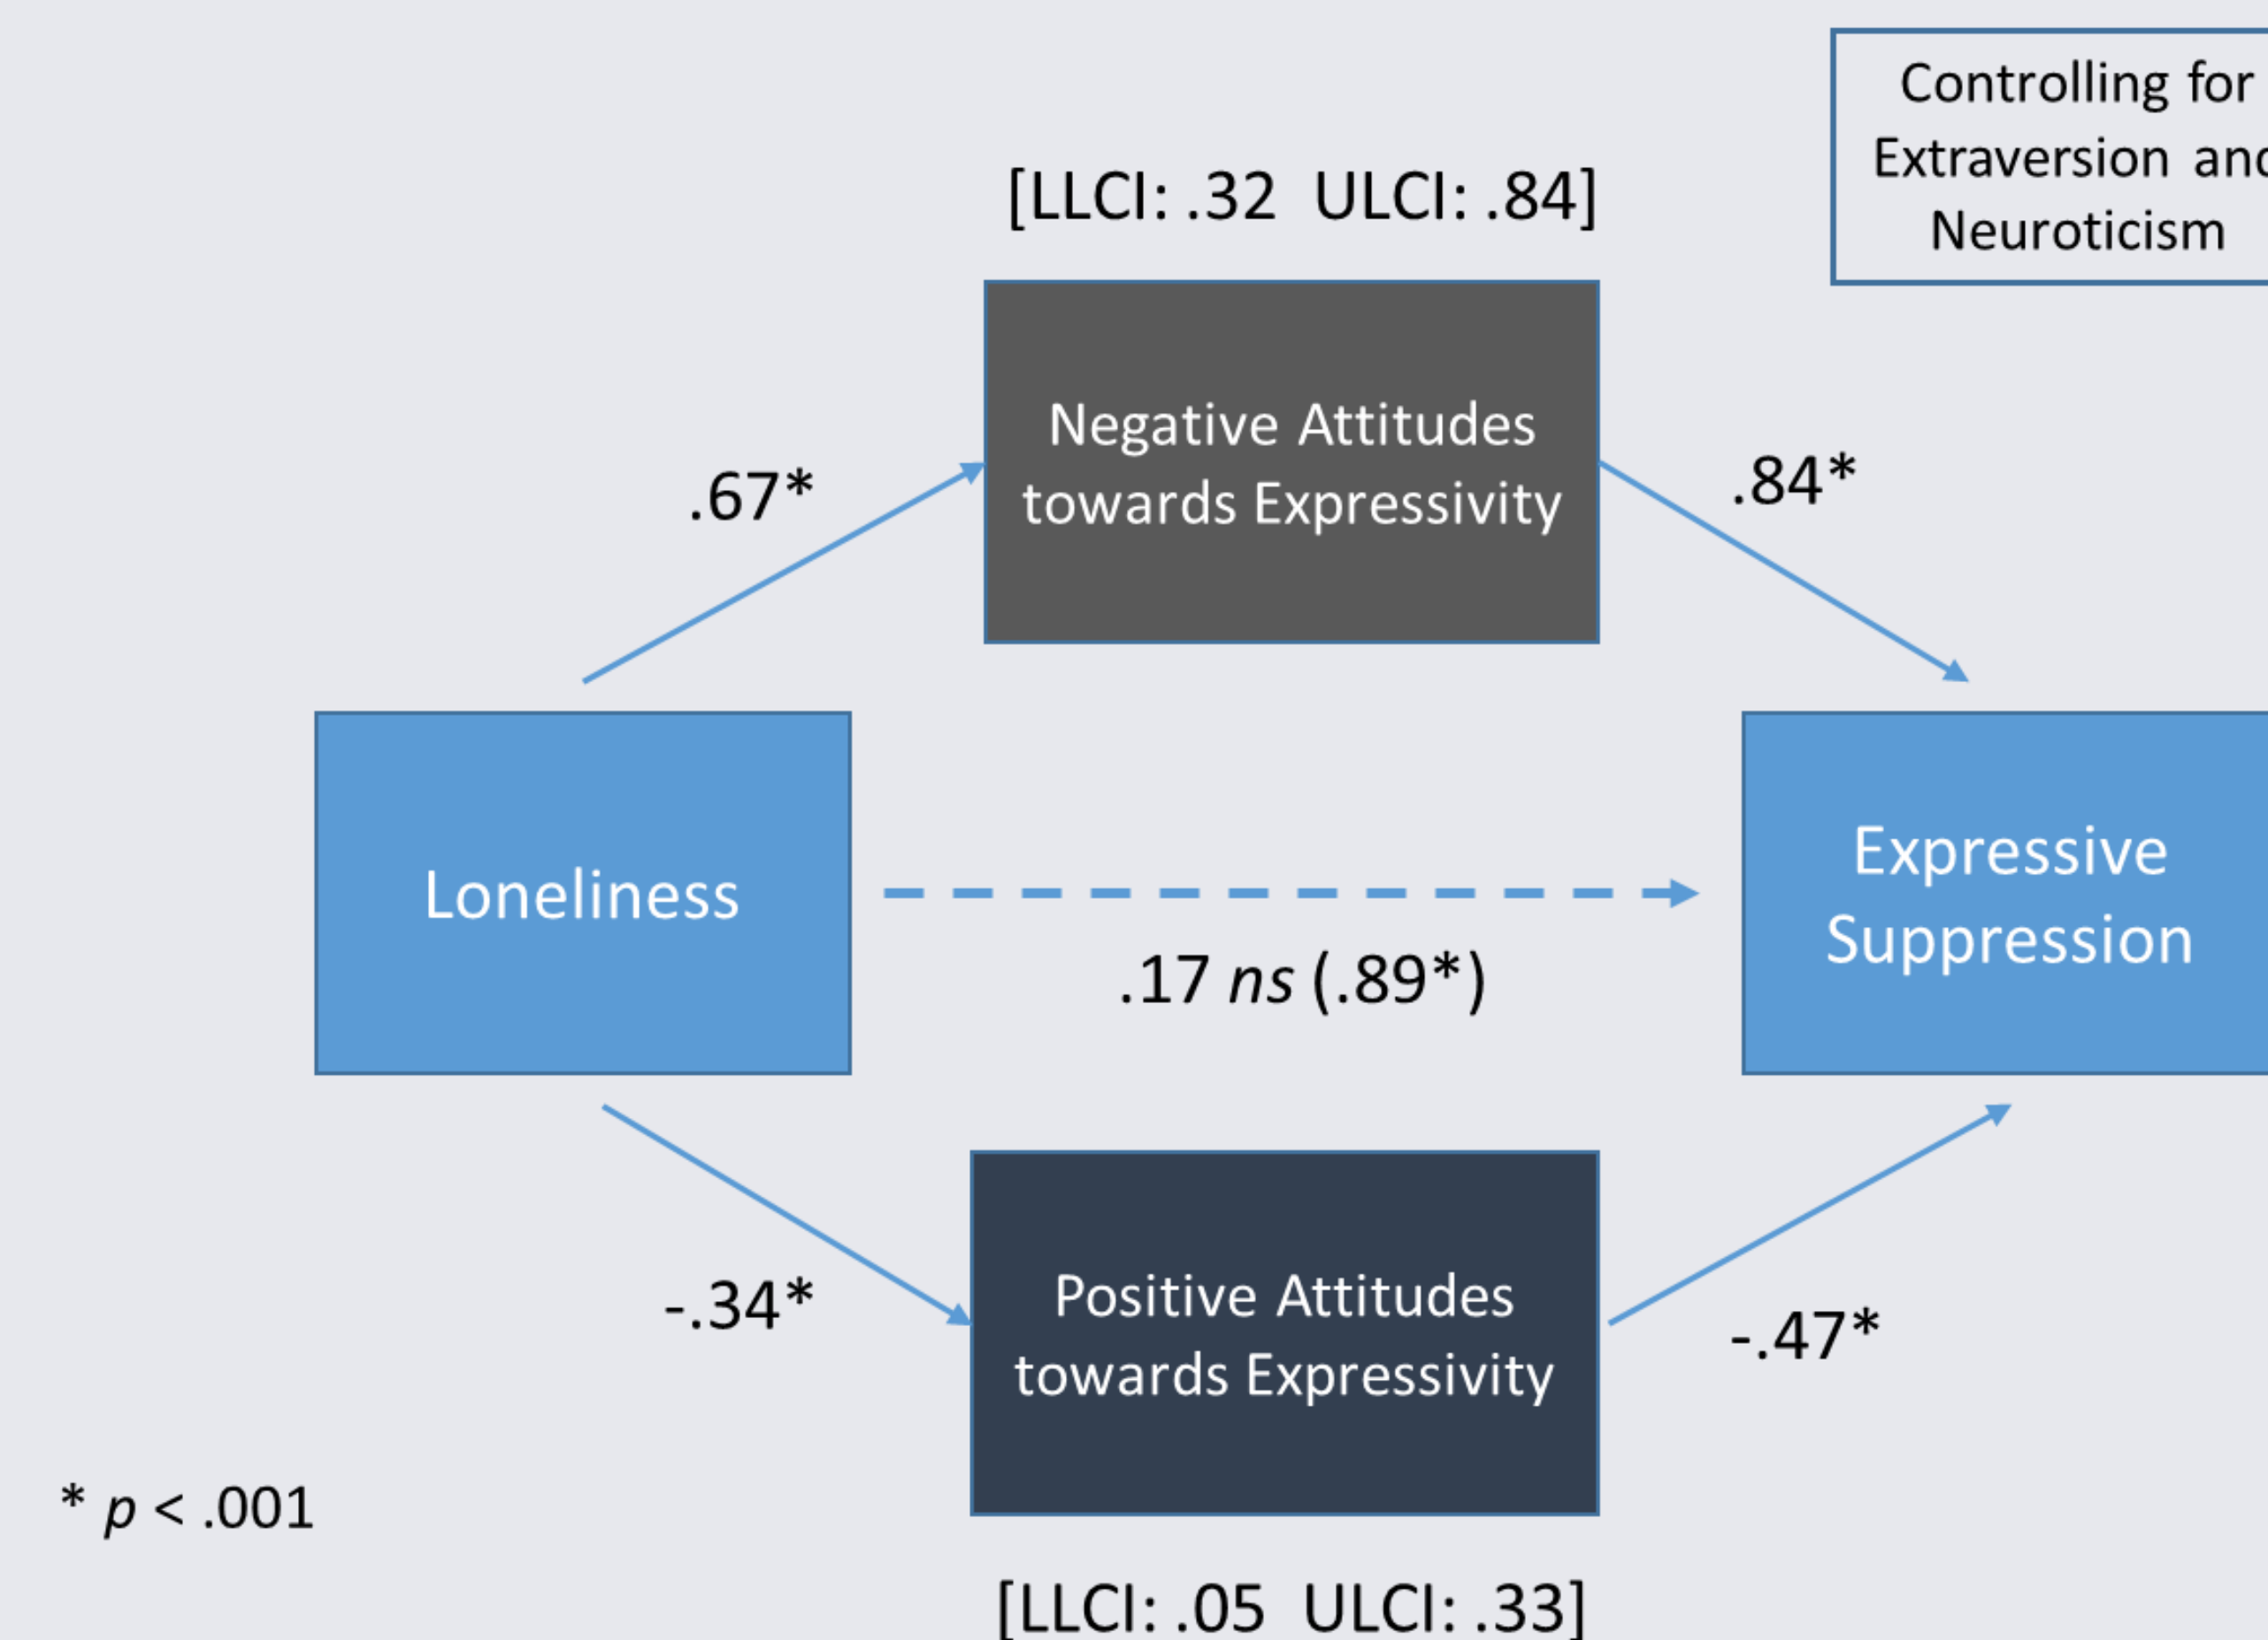 Controlling for
Extraversion and
Neuroticism
[LLCI: .32 ULCI: .84]
Negative Attitudes
towards Expressivity
.67*
.84*
Loneliness
Expressive
Suppression
.17 ns (.89*)
-.34*
Positive Attitudes
towards Expressivity
-.47*
* p < .001
[LLCI: .05 ULCI: .33]